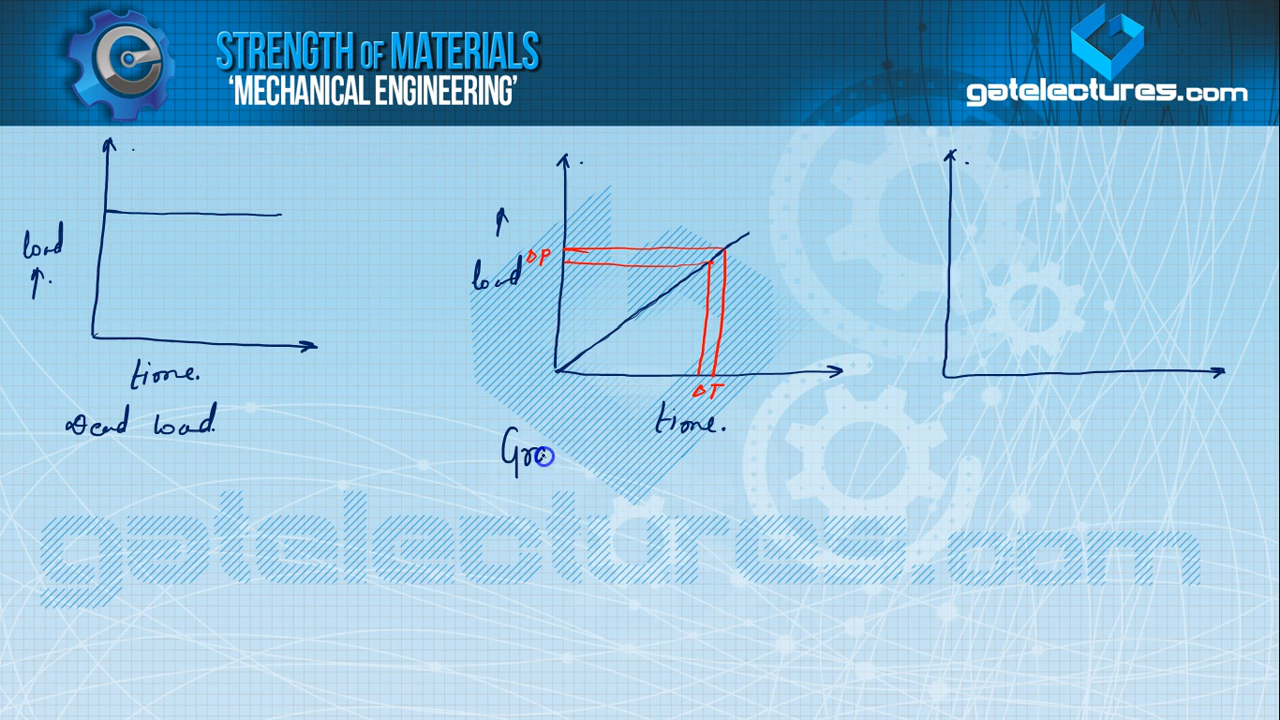 STRENGTH OF MATERIALS
'MECHANICAL ENGINEERING'
gatelectures.com
load
time.
Dead load.
load
ΔP
ΔT
time.
Gra
gatelectures.com